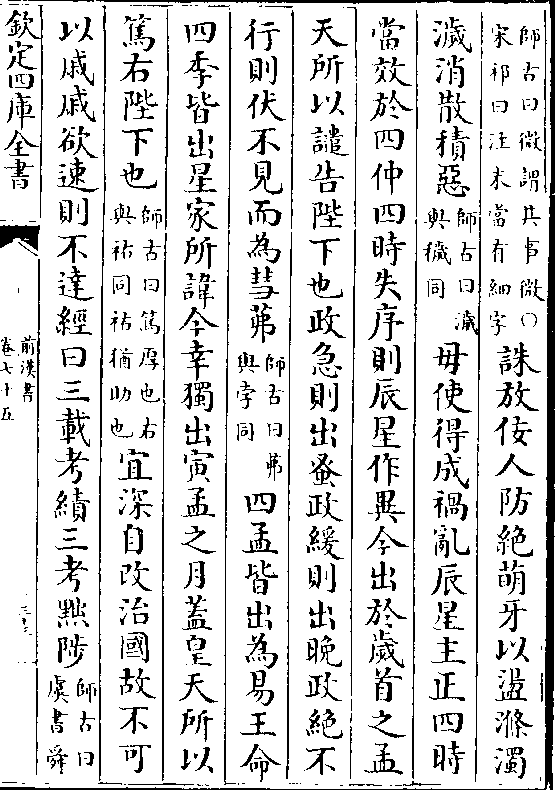 師古曰微謂其事微○
宋祁曰注末當有細字
誅放佞人防絶萌牙以盪滌濁
濊消散積惡
師古曰濊
與穢同
毋使得成禍亂辰星主正四時
當效於四仲四時失序則辰星作異今出於歲首之孟
天所以譴告陛下也政急則出蚤政緩則出晚政絶不
行則伏不見而為彗茀
師古曰茀
與孛同
四孟皆出為易王命
四季皆出星家所諱今幸獨出寅孟之月蓋皇天所以
篤右陛下也
師古曰篤厚也右
與祐同祐猶助也
宜深自改治國故不可
以戚戚欲速則不達經曰三載考績三考黜陟
師古曰
虞書舜
欽定四庫全書
前漢書
卷七十五